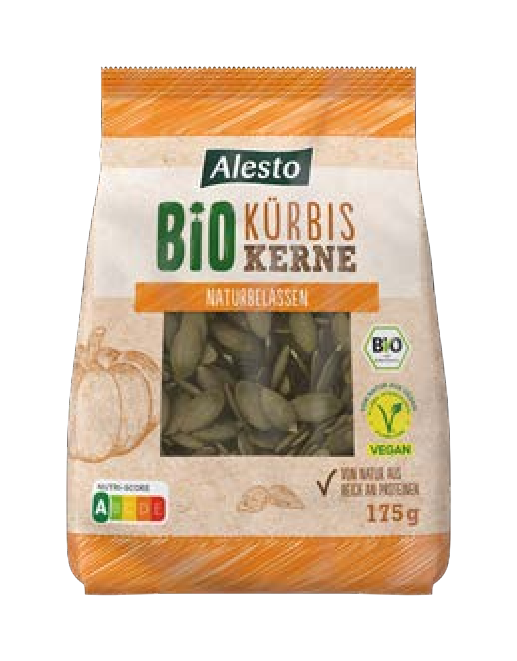 Alesto
BiO KÜRBIS
KERNE
NATURBELASSEN
BiO
VEGAN
VON NATUR AUS
REICH AN PROTEINEN
NUTRI-SCORE
A B C D E
175g